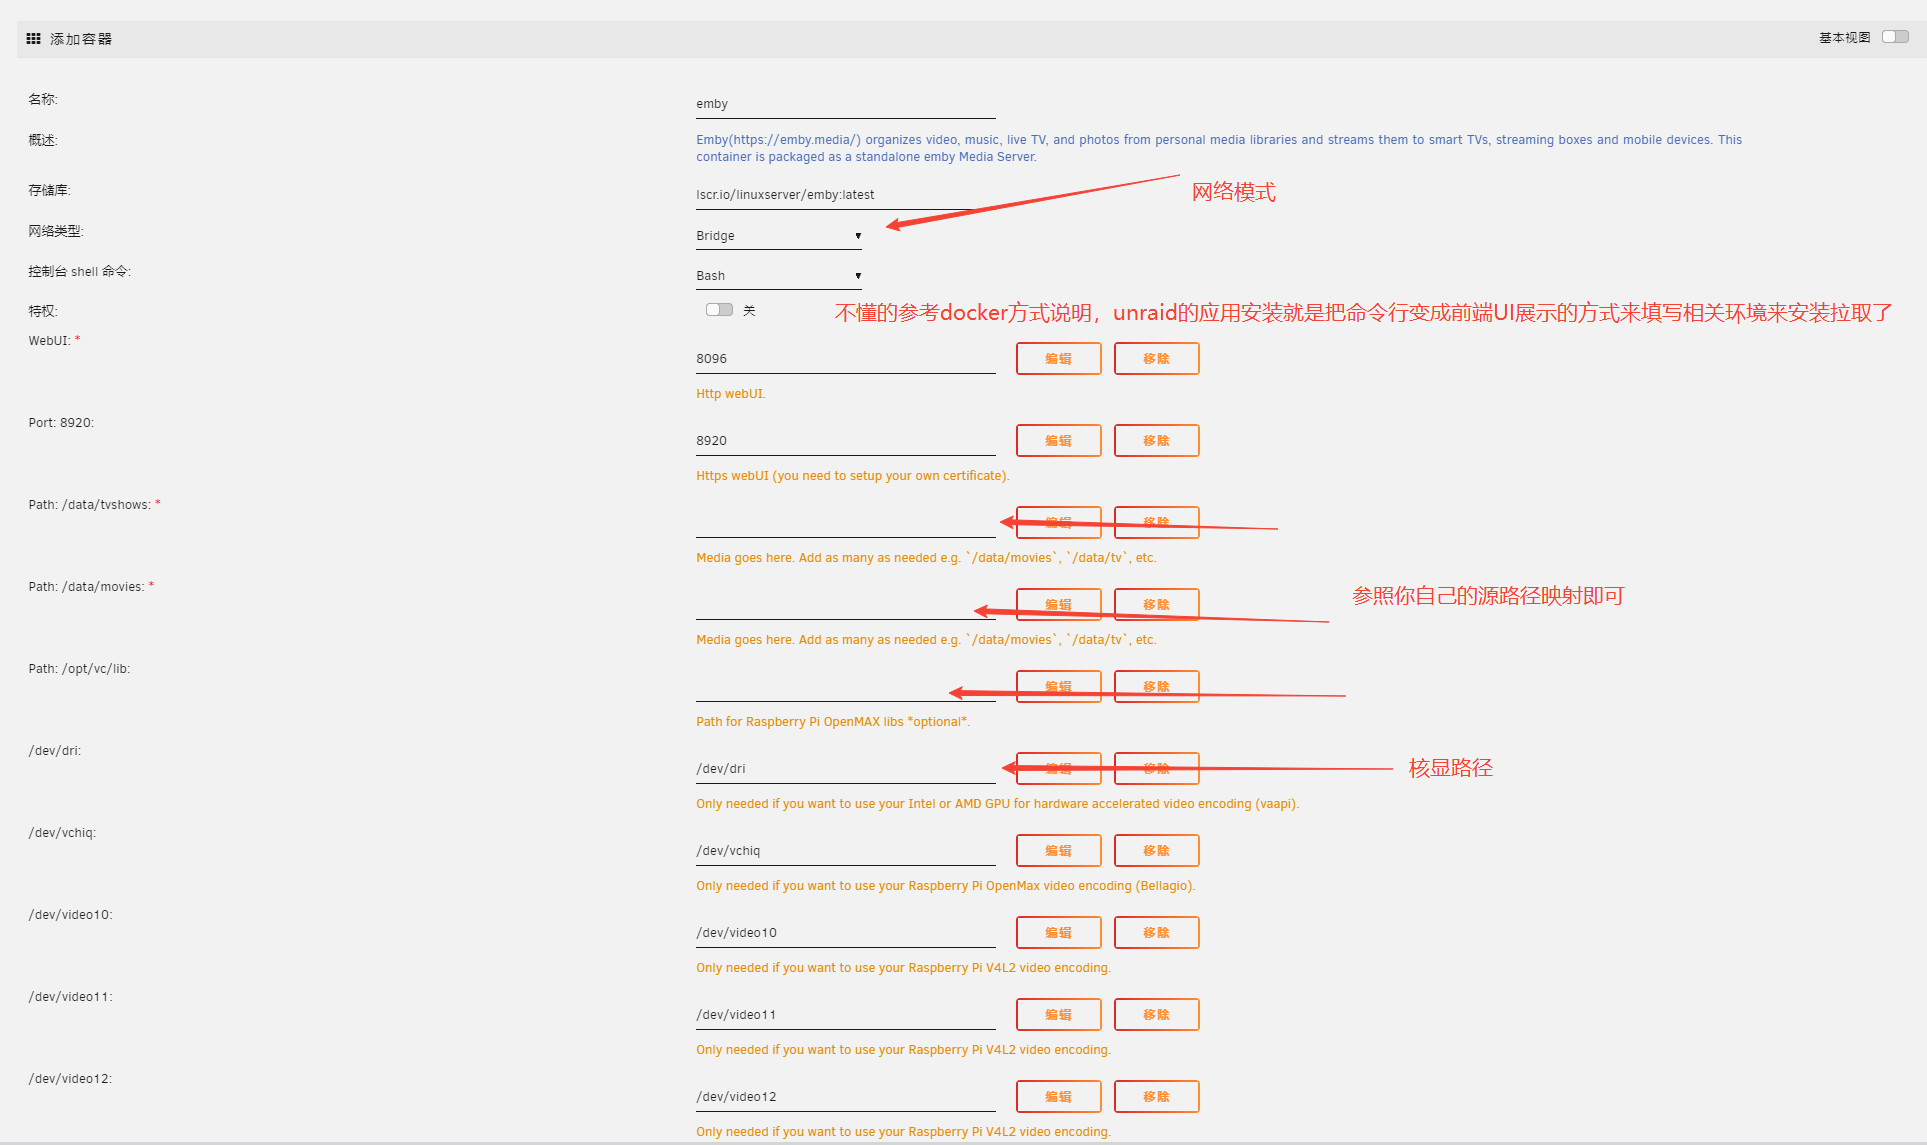 添加容器
基本视图
名称:
emby
概述:
Emby(https://emby.media/) organizes video, music, live TV, and photos from personal media libraries and streams them to smart TVs, streaming boxes and mobile devices. This
container is packaged as a standalone emby Media Server.
存储库:
lscr.io/linuxserver/emby:latest
网络模式
网络类型:
Bridge
控制台 shell 命令:
Bash
特权:
关
不懂的参考docker方式说明，unraid的应用安装就是把命令行变成前端UI展示的方式来填写相关环境来安装拉取了
WebUI: *
8096
编辑
移除
Http webUI.
Port: 8920:
8920
编辑
移除
Https webUI (you need to setup your own certificate).
Path: /data/tvshows: *
编辑
移除
Media goes here. Add as many as needed e.g. `/data/movies`, `/data/tv`, etc.
Path: /data/movies: *
编辑
移除
参照你自己的源路径映射即可
Media goes here. Add as many as needed e.g. `/data/movies`, `/data/tv`, etc.
Path: /opt/vc/lib:
编辑
移除
Path for Raspberry Pi OpenMAX libs *optional*.
/dev/dri:
/dev/dri
编辑
移除
核显路径
Only needed if you want to use your Intel or AMD GPU for hardware accelerated video encoding (vaapi).
/dev/vchiq:
/dev/vchiq
编辑
移除
Only needed if you want to use your Raspberry Pi OpenMax video encoding (Bellagio).
/dev/video10:
/dev/video10
编辑
移除
Only needed if you want to use your Raspberry Pi V4L2 video encoding.
/dev/video11:
/dev/video11
编辑
移除
Only needed if you want to use your Raspberry Pi V4L2 video encoding.
/dev/video12:
/dev/video12
编辑
移除
Only needed if you want to use your Raspberry Pi V4L2 video encoding.